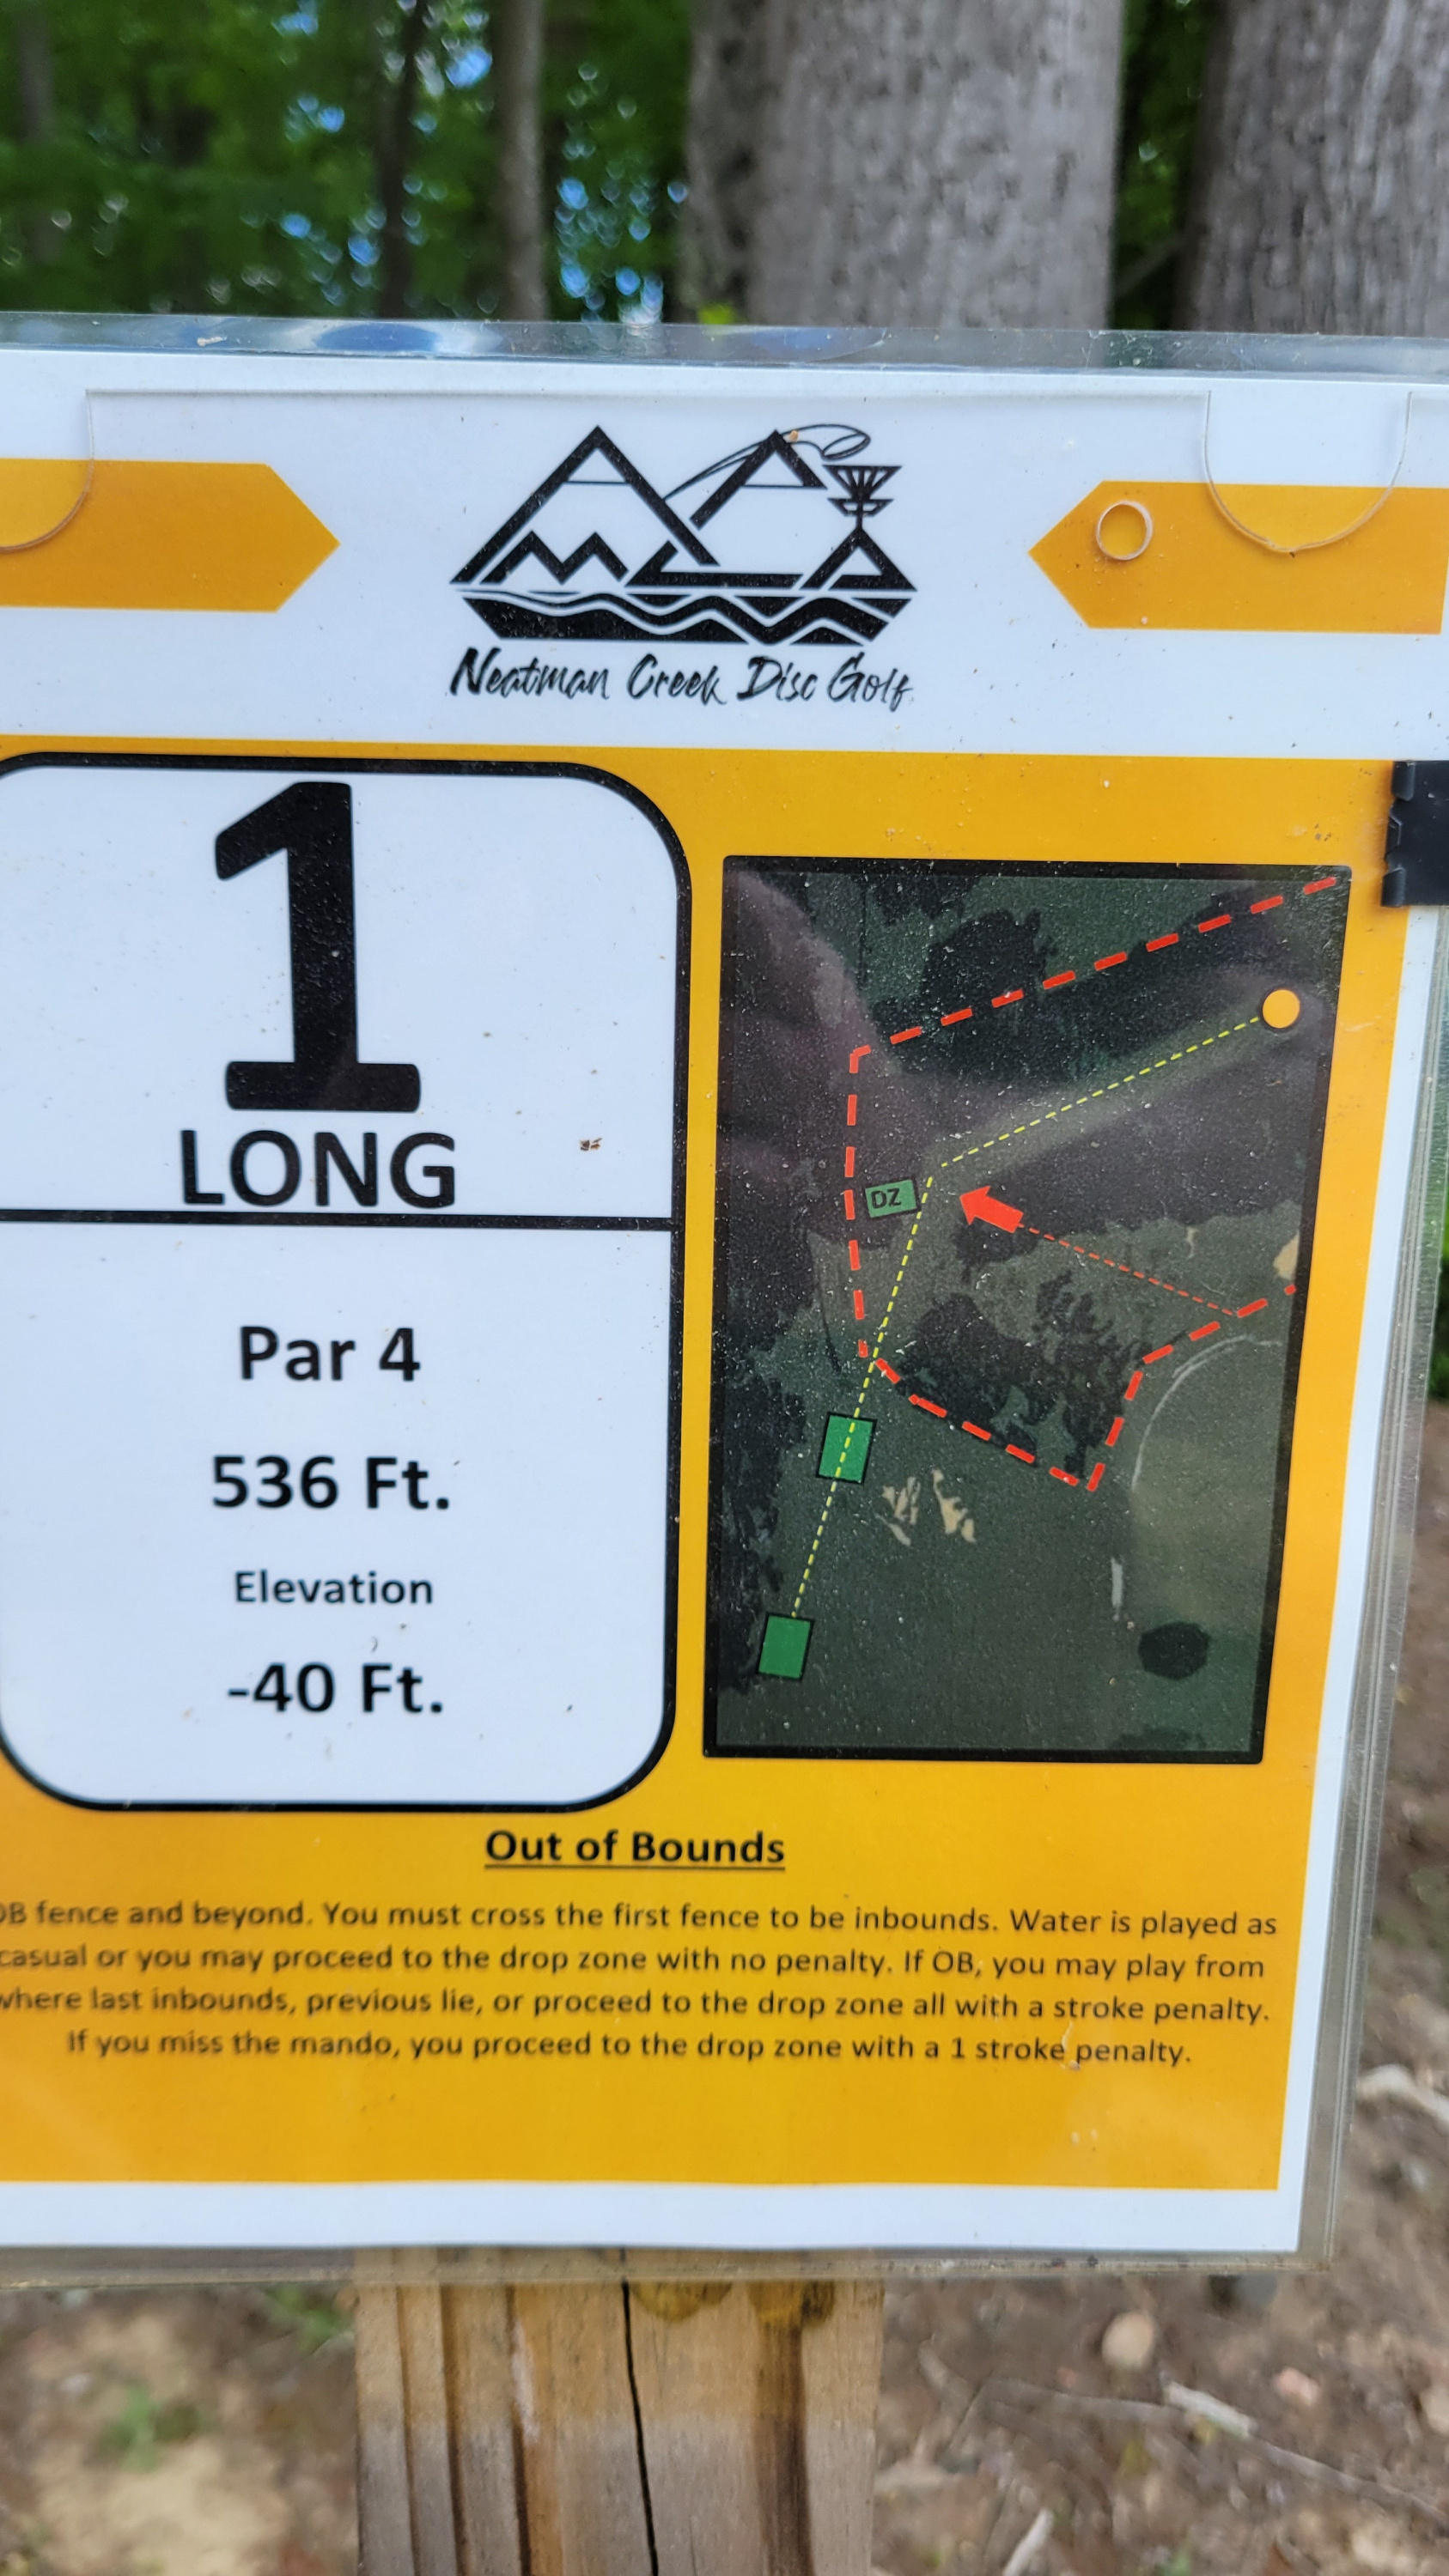 Neatman Creek Disc Golf
1
LONG
Par 4
536 Ft.
Elevation
-40 Ft.
DZ
Out of Bounds
OB fence and beyond. You must cross the first fence to be inbounds. Water is played as
casual or you may proceed to the drop zone with no penalty. If OB, you may play from
where last inbounds, previous lie, or proceed to the drop zone all with a stroke penalty.
If you miss the mando, you proceed to the drop zone with a 1 stroke penalty.